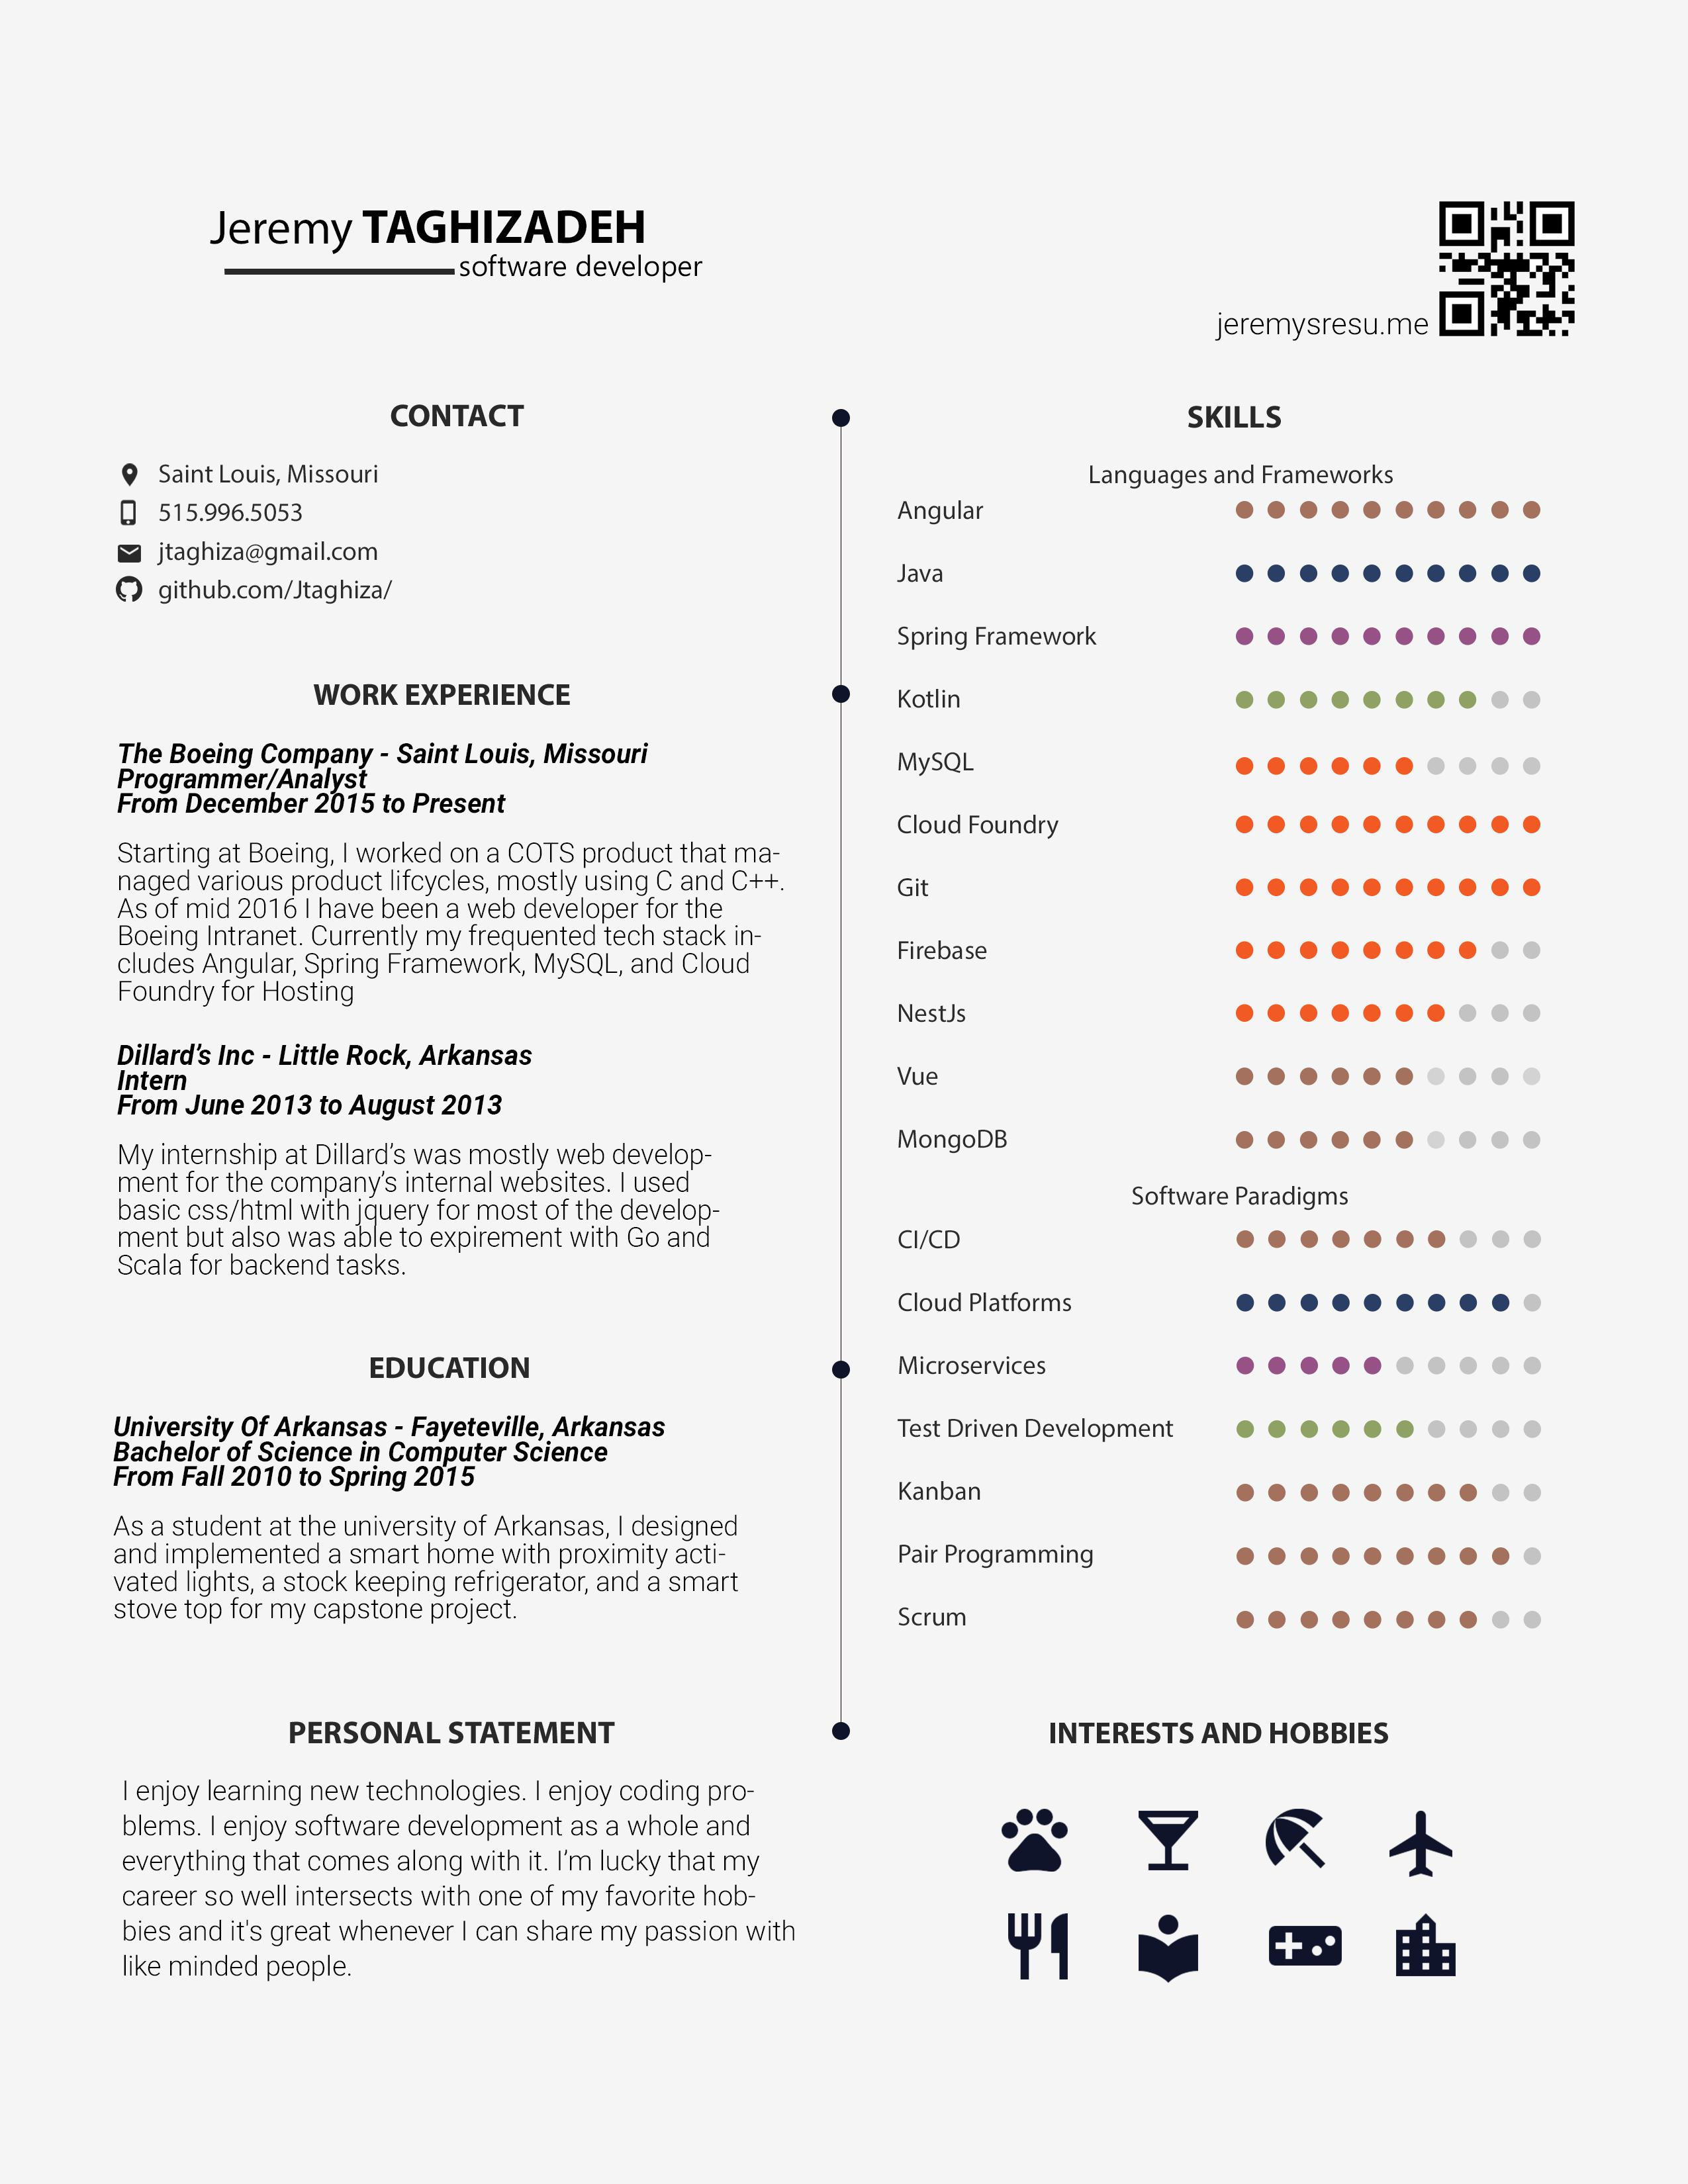 Jeremy TAGHIZADEH
software developer
jeremysresu.me
CONTACT
Saint Louis, Missouri
515.996.5053
jtaghiza@gmail.com
github.com/Jtaghiza/
WORK EXPERIENCE
The Boeing Company - Saint Louis, Missouri
Programmer/Analyst
From December 2015 to Present
Starting at Boeing, I worked on a COTS product that ma-
naged various product lifcycles, mostly using C and C++.
As of mid 2016 I have been a web developer for the
Boeing Intranet. Currently my frequented tech stack in-
cludes Angular, Spring Framework, MySQL, and Cloud
Foundry for Hosting
Dillard’s Inc - Little Rock, Arkansas
Intern
From June 2013 to August 2013
My internship at Dillard’s was mostly web develop-
ment for the company’s internal websites. I used
basic css/html with jquery for most of the develop-
ment but also was able to expirement with Go and
Scala for backend tasks.
EDUCATION
University Of Arkansas - Fayeteville, Arkansas
Bachelor of Science in Computer Science
From Fall 2010 to Spring 2015
As a student at the university of Arkansas, I designed
and implemented a smart home with proximity acti-
vated lights, a stock keeping refrigerator, and a smart
stove top for my capstone project.
PERSONAL STATEMENT
I enjoy learning new technologies. I enjoy coding pro-
blems. I enjoy software development as a whole and
everything that comes along with it. I’m lucky that my
career so well intersects with one of my favorite hob-
bies and it's great whenever I can share my passion with
like minded people.
SKILLS
Languages and Frameworks
Angular
Java
Spring Framework
Kotlin
MySQL
Cloud Foundry
Git
Firebase
NestJs
Vue
MongoDB
Software Paradigms
CI/CD
Cloud Platforms
Microservices
Test Driven Development
Kanban
Pair Programming
Scrum
INTERESTS AND HOBBIES